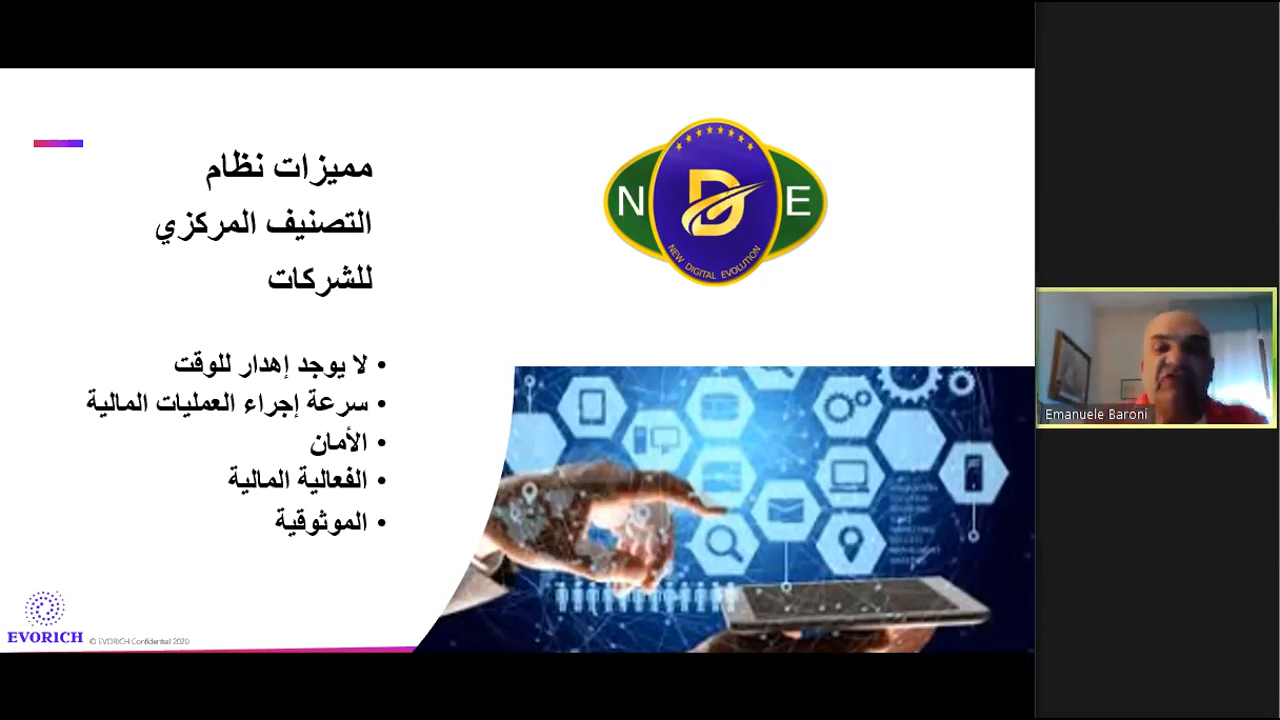 مميزات نظام
التصنيف المركزي
للشركات
• لا يوجد إهدار للوقت
• سرعة إجراء العمليات المالية
• الأمان
• الفعالية المالية
• الموثوقية
N D E
NEW DIGITAL EVOLUTION
EVORICH
© EVORICH Confidential 2020
Emanuele Baroni